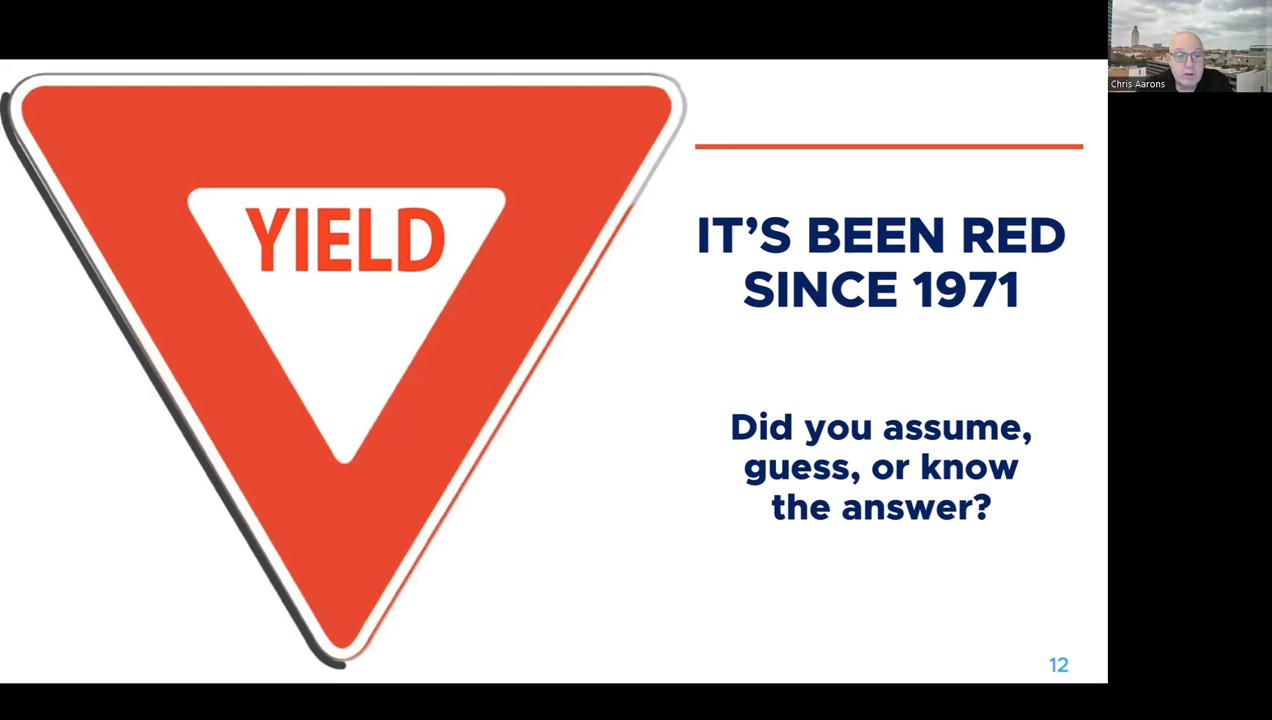 Chris Aarons
YIELD
IT'S BEEN RED
SINCE 1971
Did you assume,
guess, or know
the answer?
12